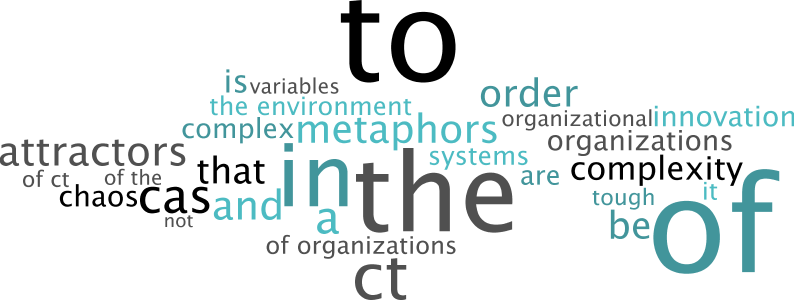 to
is variables
order
the environment
organizational innovation
complex metaphors
organizations
attractors
systems
that
in
the
complexity
of ct
of the
are
chaos
cas
and
a
tough
it
be
of
not
of organizations
ct